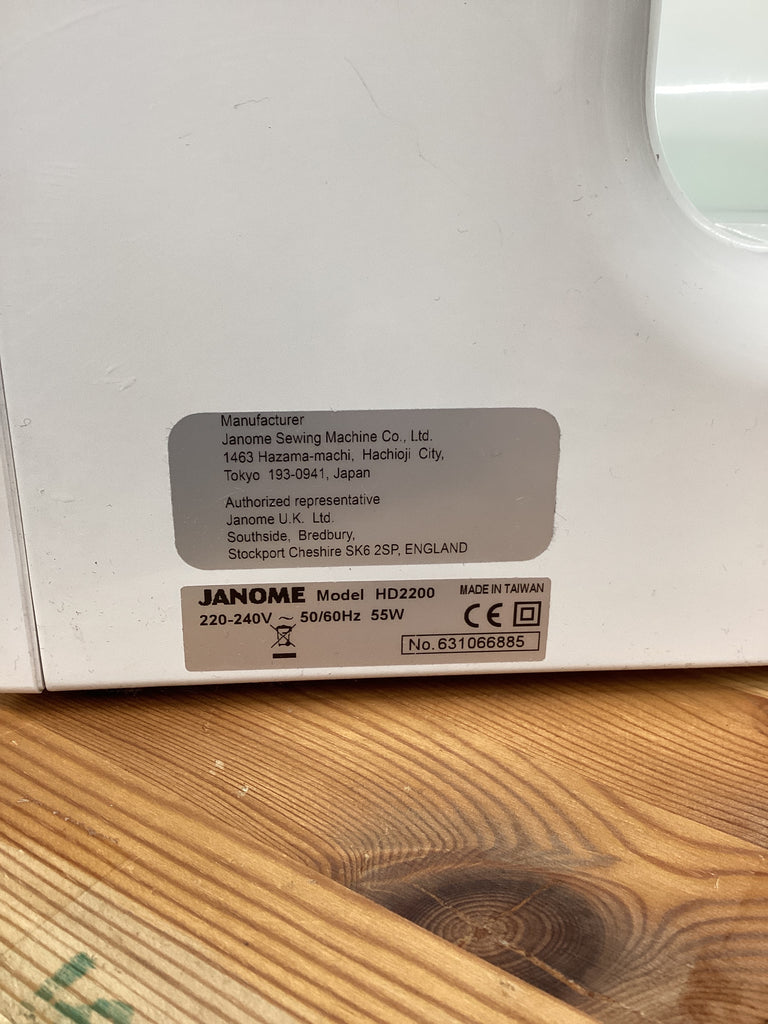 Manufacturer
Janome Sewing Machine Co., Ltd.
1463 Hazama-machi, Hachioji City,
Tokyo 193-0941, Japan
Authorized representative
Janome U.K. Ltd.
Southside, Bredbury,
Stockport Cheshire SK6 2SP, ENGLAND
JANOME Model HD2200 MADE IN TAIWAN
220-240V ~ 50/60Hz 55W CE
No.631066885